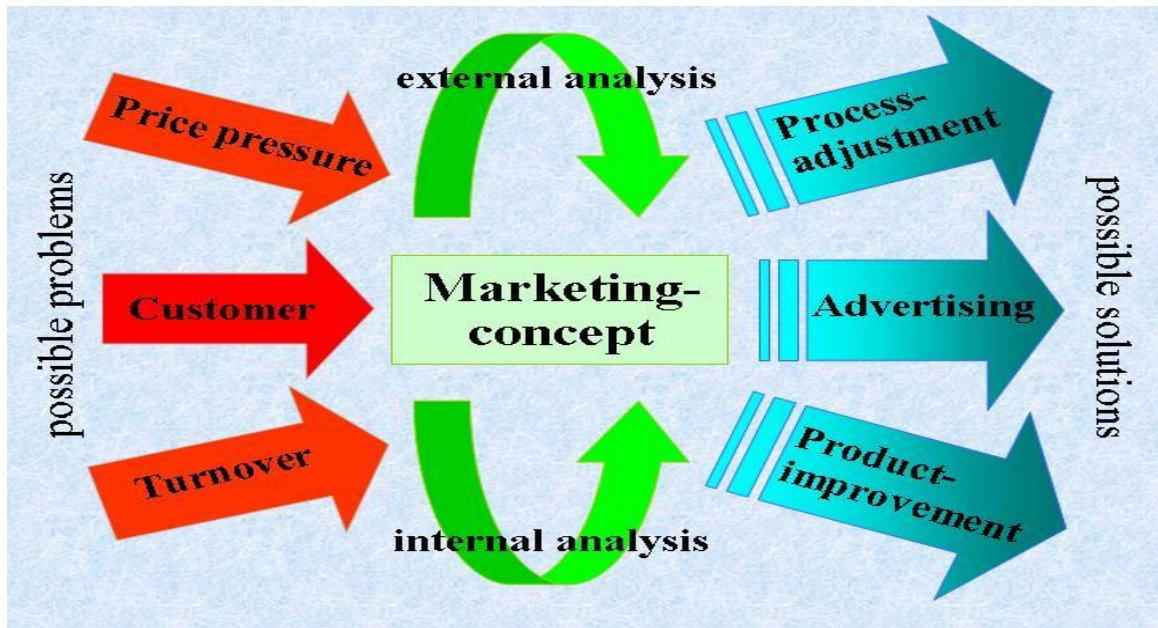 possible problems
Price pressure
Customer
Turnover
external analysis
Marketing-
concept
internal analysis
Process-
adjustment
Advertising
Product-
improvement
possible solutions